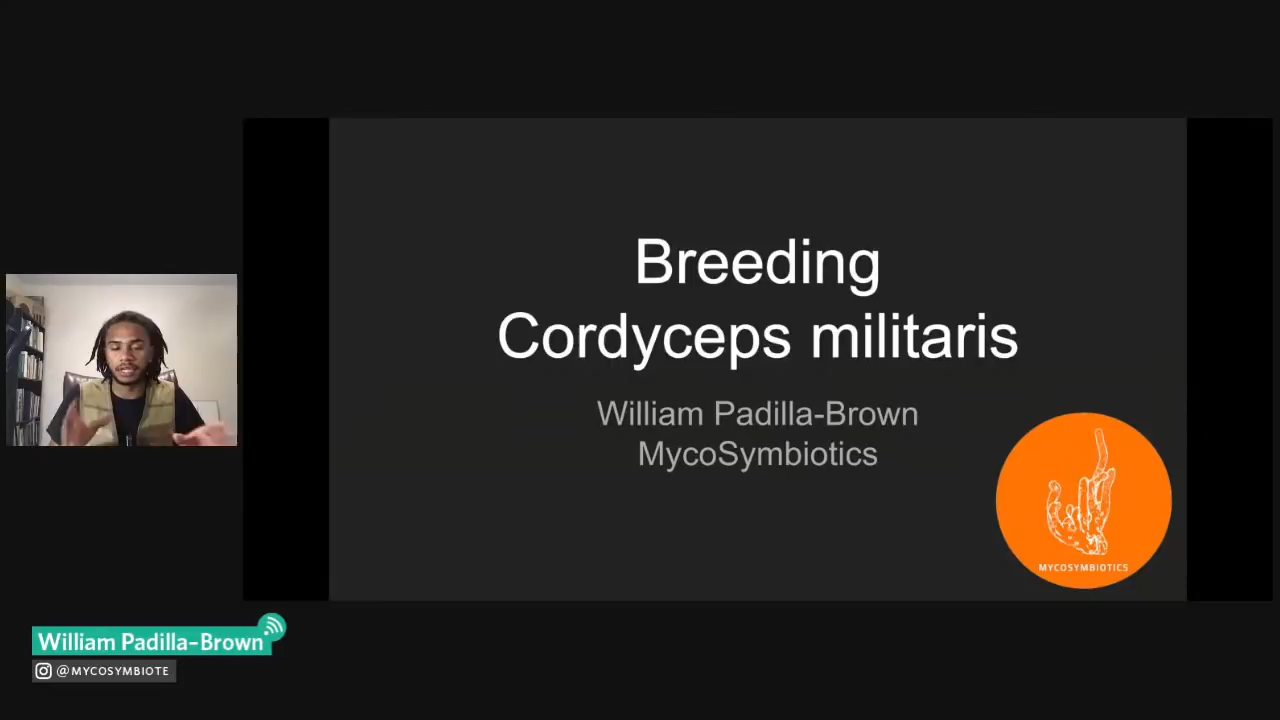 Breeding
Cordyceps militaris
William Padilla-Brown
MycoSymbiotics
MYCOSYMBIOTICS
William Padilla-Brown
@MYCOSYMBIOTE